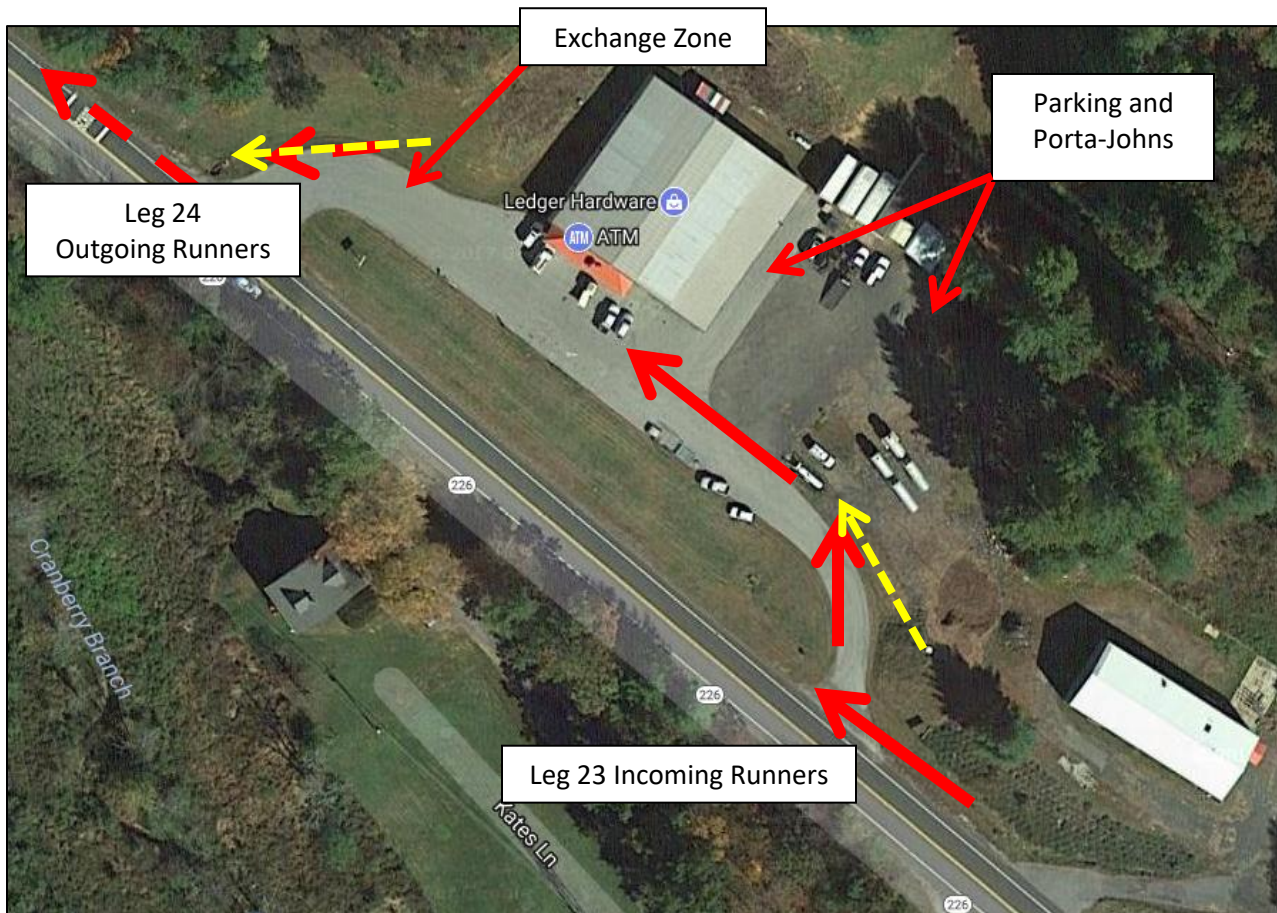 Exchange Zone
Parking and
Porta-Johns
Ledger Hardware
ATM
ATM
Leg 24
Outgoing Runners
226
226
Cranberry Branch
226
Leg 23 Incoming Runners
Kates Ln
226